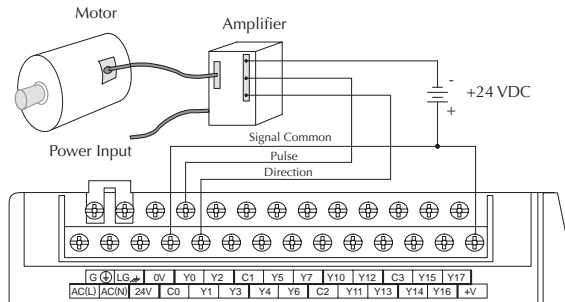 Motor
Amplifier
-
+24 VDC
+
Power Input
Signal Common
Pulse
Direction
G LG 0V Y0 Y2 C1 Y5 Y7 Y10 Y12 C3 Y15 Y17
AC(L) AC(N) 24V C0 Y1 Y3 Y4 Y6 C2 Y11 Y13 Y14 Y16 +V